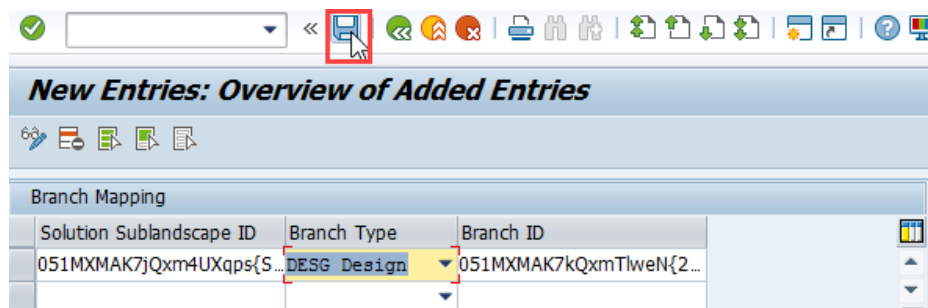 New Entries: Overview of Added Entries
Branch Mapping
Solution Sublandscape ID Branch Type Branch ID
051MXMAK7jQxm4UXqps{S... DESG Design 051MXMAK7kQxmTlweN{2...